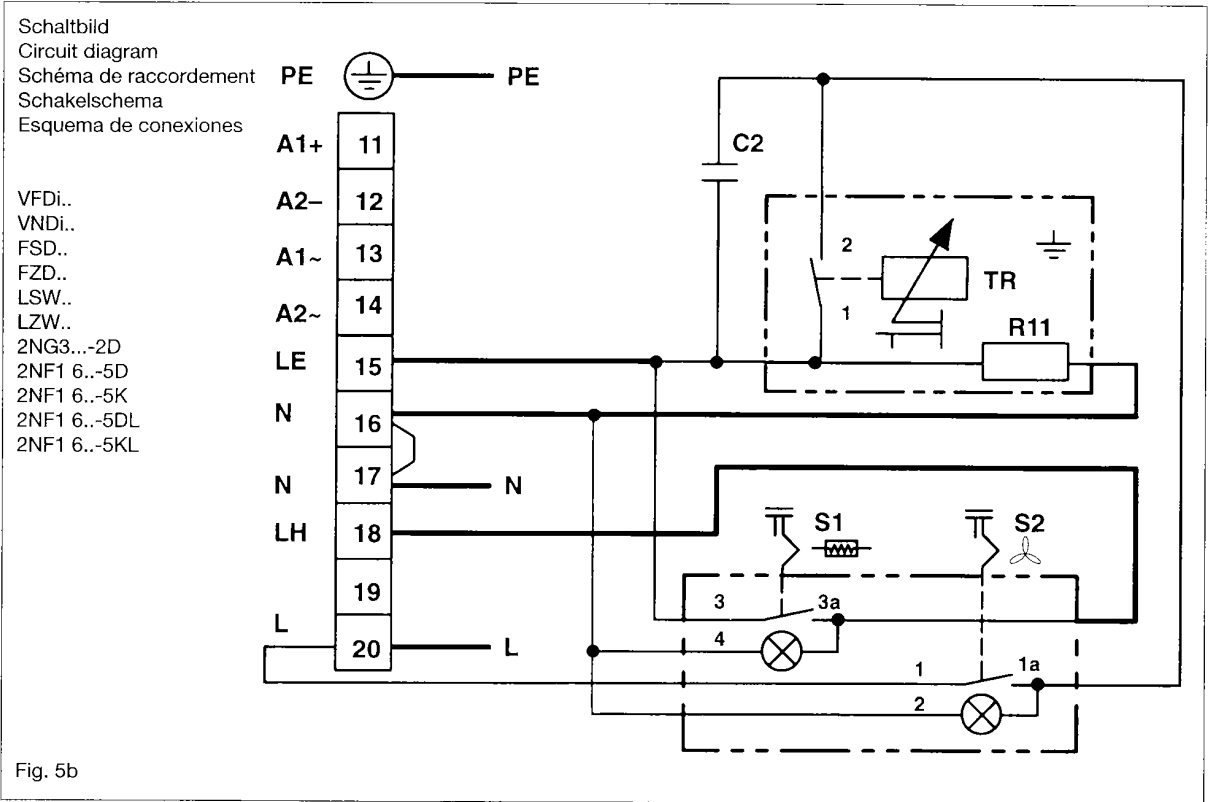 Schaltbild
Circuit diagram
Schéma de raccordement
Schakelschema
Esquema de conexiones
VFDi..
VNDi..
FSD..
FZD..
LSW..
LZW..
2NG3...-2D
2NF1 6..-5D
2NF1 6..-5K
2NF1 6..-5DL
2NF1 6..-5KL
PE PE
A1+ 11
A2– 12
A1~ 13
A2~ 14
LE 15
N 16
N 17 N
LH 18
19
L 20 L
C2
2
1
TR
R11
S1
S2
3 3a
4
1 1a
2
Fig. 5b